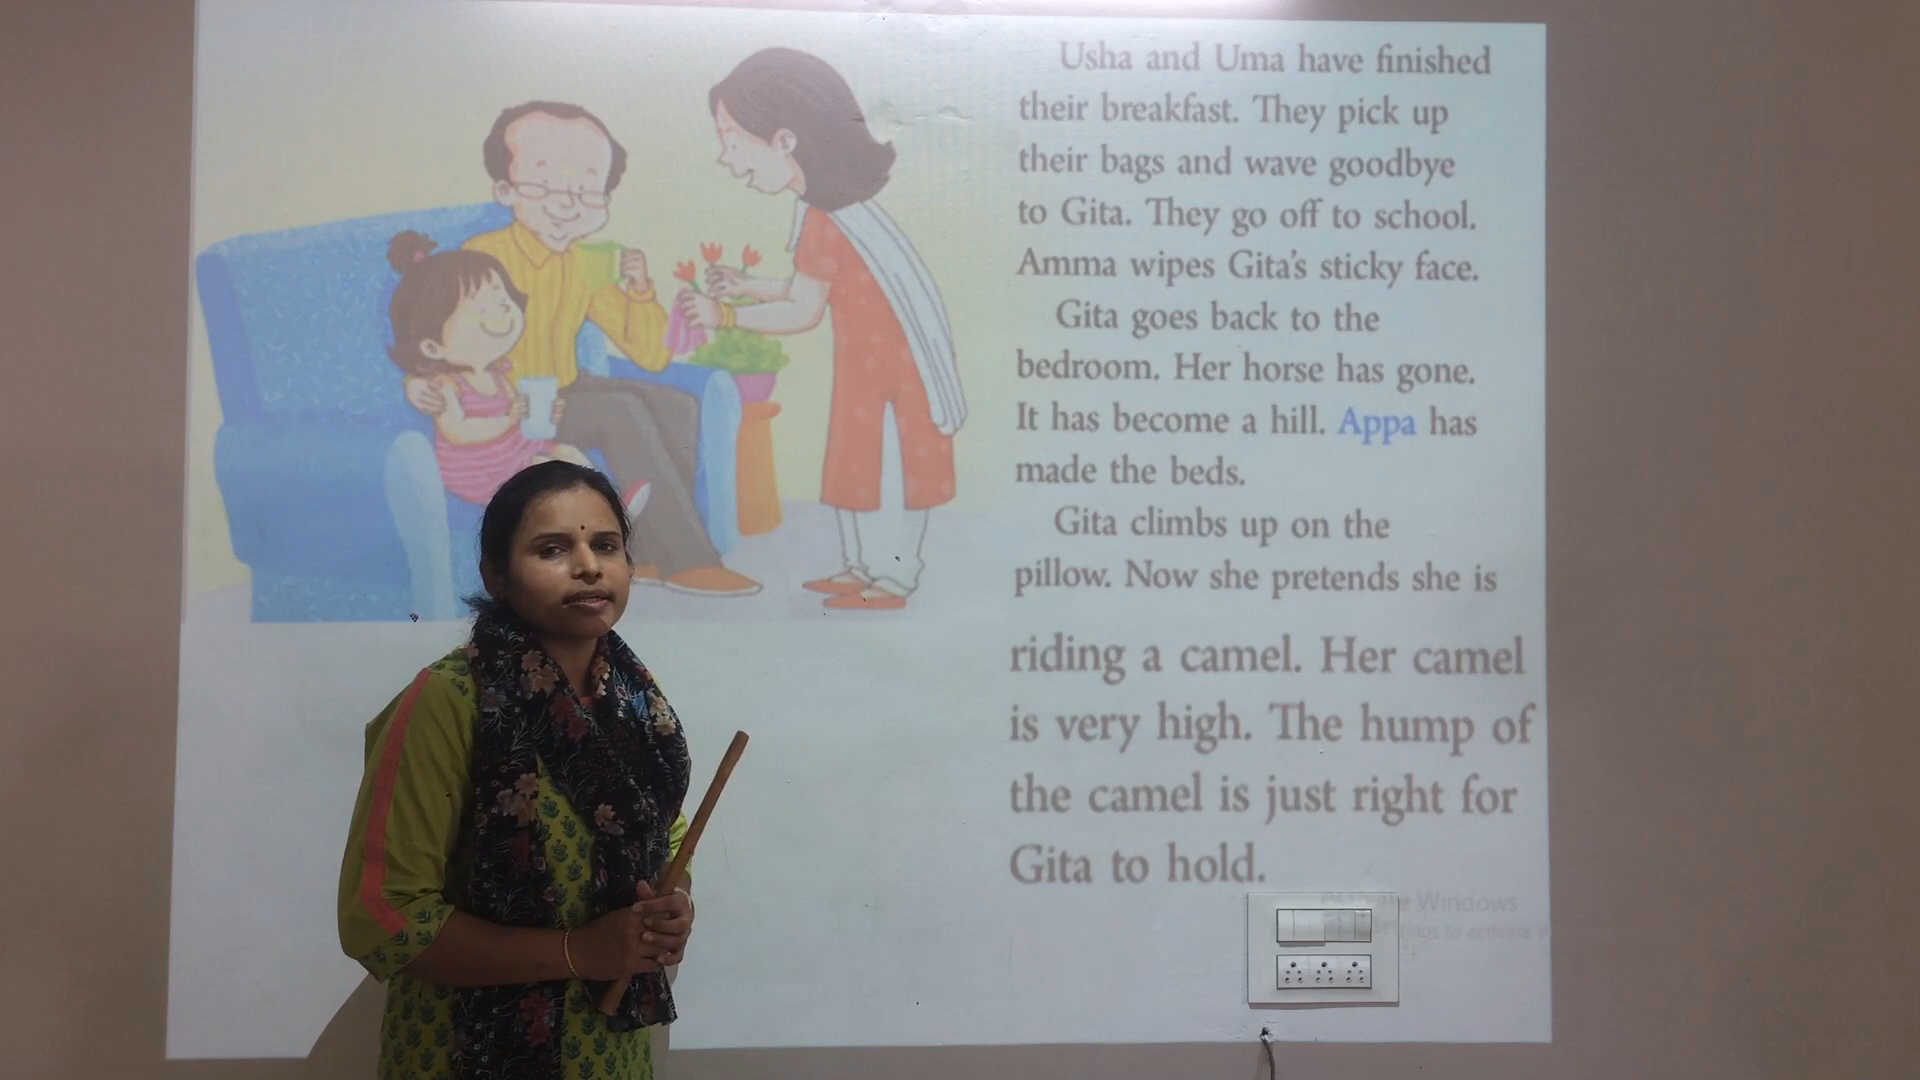 Usha and Uma have finished
their breakfast. They pick up
their bags and wave goodbye
to Gita. They go off to school.
Amma wipes Gita's sticky face.
Gita goes back to the
bedroom. Her horse has gone.
It has become a hill. Appa has
made the beds.
Gita climbs up on the
pillow. Now she pretends she is
riding a camel. Her camel
is very high. The hump of
the camel is just right for
Gita to hold.
Activate Windows
to activate